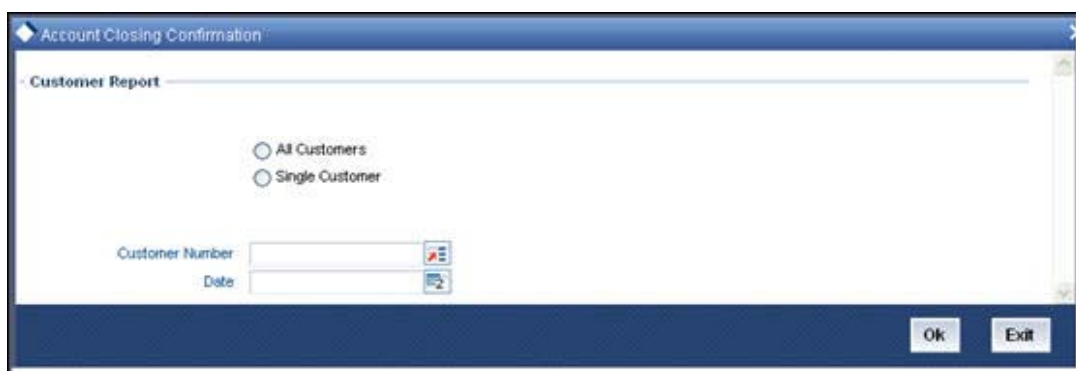 Account Closing Confirmation
Customer Report
All Customers
Single Customer
Customer Number
Date
Ok Exit